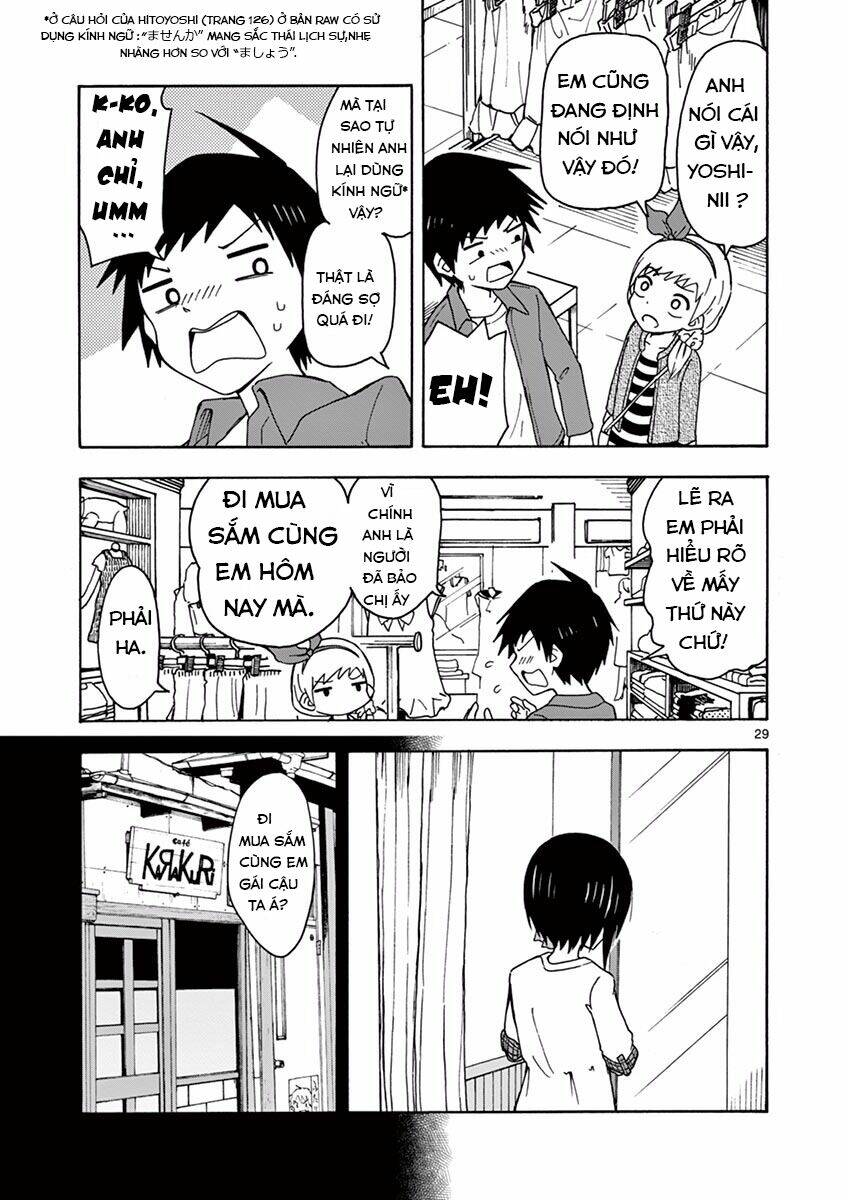 *Ở CÂU HỎI CỦA HITOYOSHI (TRANG 126) Ở BẢN RAW CÓ SỬ
DỤNG KÍNH NGỮ : "ませんか" MANG SẮC THÁI LỊCH SỰ,NHẸ
NHÀNG HƠN SO VỚI "ましょう".
ANH
NÓI CÁI
GÌ VẬY,
YOSHI-
NII ?
EM CŨNG
ĐANG ĐỊNH
NÓI NHƯ
VẬY ĐÓ!
EH!
MÀ TẠI
SAO TỰ
NHIÊN ANH
LẠI DÙNG
KÍNH NGỮ*
VẬY?
THẬT LÀ
ĐÁNG SỢ
QUÁ ĐI!
K-KO,
ANH
CHỈ,
UMM
...
LẼ RA
EM PHẢI
HIỂU RÕ
VỀ MẤY
THỨ NÀY
CHỨ!
VÌ
CHÍNH
ANH LÀ
NGƯỜI
ĐÃ BẢO
CHỊ ẤY
ĐI MUA
SẮM CÙNG
EM HÔM
NAY MÀ.
PHẢI
HA.
29
ĐI
MUA SẮM
CÙNG EM
GÁI CẬU
TA Á?
café
KiRaKuRi